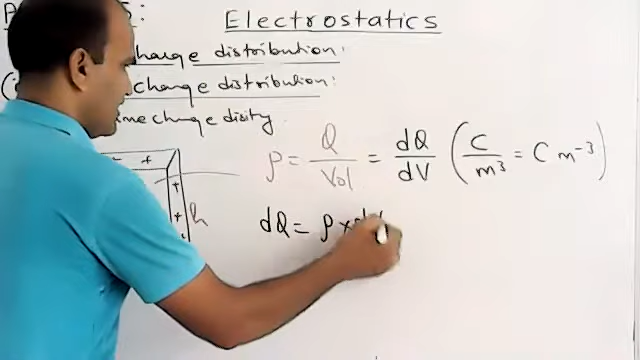 Electrostatics
charge distribution:
charge distribution:
ρ = Q / Vol = dQ / dV ( C / m³ = C m⁻³ )
h
dQ = ρ x d